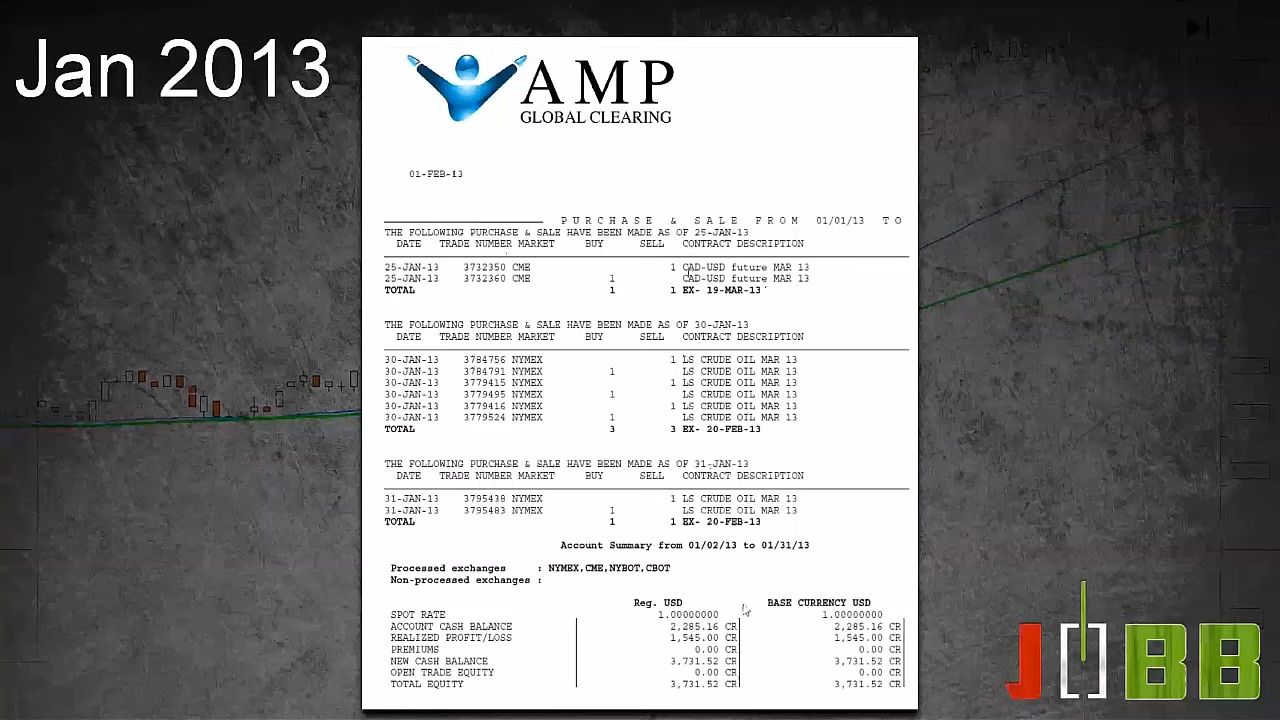 Jan 2013
AMP
GLOBAL CLEARING
01-FEB-13
PURCHASE & SALE FROM 01/01/13 TO
THE FOLLOWING PURCHASE & SALE HAVE BEEN MADE AS OF 25-JAN-13
DATE TRADE NUMBER MARKET BUY SELL CONTRACT DESCRIPTION
25-JAN-13 3732350 CME 1 CAD-USD future MAR 13
25-JAN-13 3732360 CME 1 CAD-USD future MAR 13
TOTAL 1 1 EX- 19-MAR-13
THE FOLLOWING PURCHASE & SALE HAVE BEEN MADE AS OF 30-JAN-13
DATE TRADE NUMBER MARKET BUY SELL CONTRACT DESCRIPTION
30-JAN-13 3784756 NYMEX 1 LS CRUDE OIL MAR 13
30-JAN-13 3784791 NYMEX 1 LS CRUDE OIL MAR 13
30-JAN-13 3779415 NYMEX 1 LS CRUDE OIL MAR 13
30-JAN-13 3779495 NYMEX 1 LS CRUDE OIL MAR 13
30-JAN-13 3779416 NYMEX 1 LS CRUDE OIL MAR 13
30-JAN-13 3779524 NYMEX 1 LS CRUDE OIL MAR 13
TOTAL 3 3 EX- 20-FEB-13
THE FOLLOWING PURCHASE & SALE HAVE BEEN MADE AS OF 31-JAN-13
DATE TRADE NUMBER MARKET BUY SELL CONTRACT DESCRIPTION
31-JAN-13 3795438 NYMEX 1 LS CRUDE OIL MAR 13
31-JAN-13 3795483 NYMEX 1 LS CRUDE OIL MAR 13
TOTAL 1 1 EX- 20-FEB-13
Account Summary from 01/02/13 to 01/31/13
Processed exchanges : NYMEX,CME,NYBOT,CBOT
Non-processed exchanges :
Reg. USD BASE CURRENCY USD
SPOT RATE 1.00000000 1.00000000
ACCOUNT CASH BALANCE 2,285.16 CR 2,285.16 CR
REALIZED PROFIT/LOSS 1,545.00 CR 1,545.00 CR
PREMIUMS 0.00 CR 0.00 CR
NEW CASH BALANCE 3,731.52 CR 3,731.52 CR
OPEN TRADE EQUITY 0.00 CR 0.00 CR
TOTAL EQUITY 3,731.52 CR 3,731.52 CR
JOBB